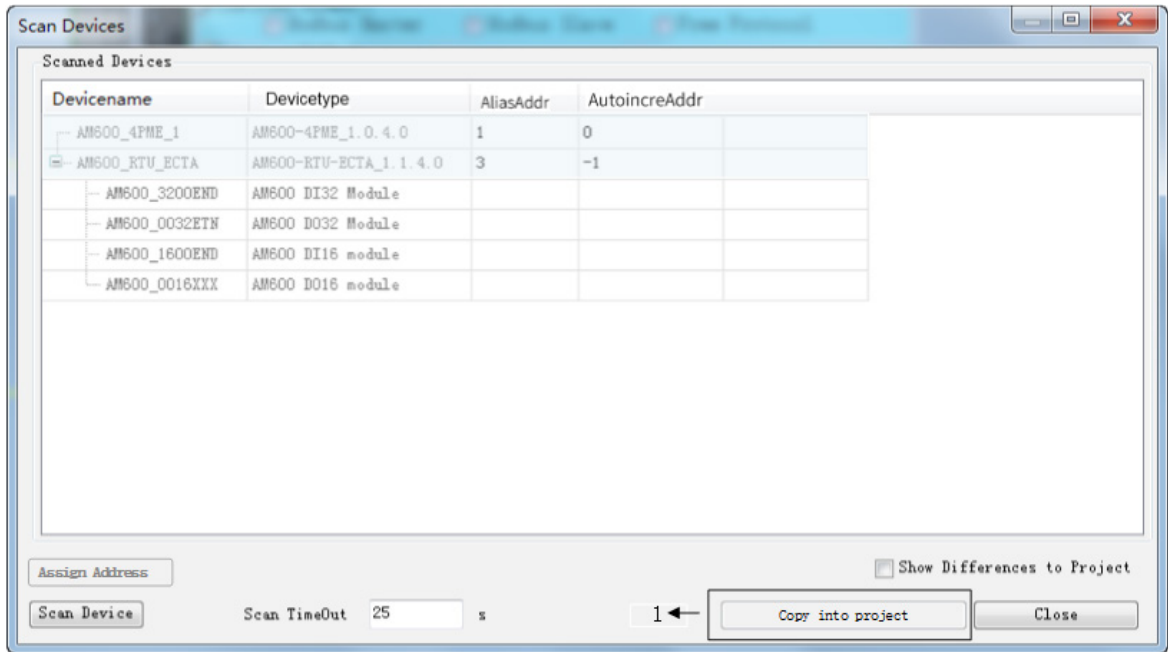 Scan Devices
Scanned Devices
Devicename Devicetype AliasAddr AutoincreAddr
AM600_4PME_1 AM600-4PME_1.0.4.0 1 0
AM600_RTU_ECTA AM600-RTU-ECTA_1.1.4.0 3 -1
AM600_3200END AM600 DI32 Module
AM600_0032ETN AM600 DO32 Module
AM600_1600END AM600 DI16 module
AM600_0016XXX AM600 DO16 module
Assign Address Show Differences to Project
Scan Device Scan TimeOut 25 s 1 Copy into project Close